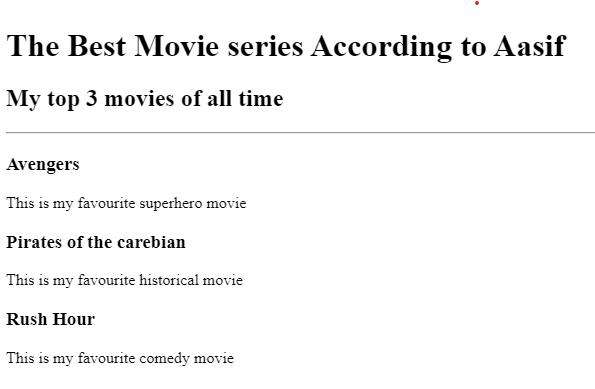 The Best Movie series According to Aasif
My top 3 movies of all time
Avengers
This is my favourite superhero movie
Pirates of the carebian
This is my favourite historical movie
Rush Hour
This is my favourite comedy movie